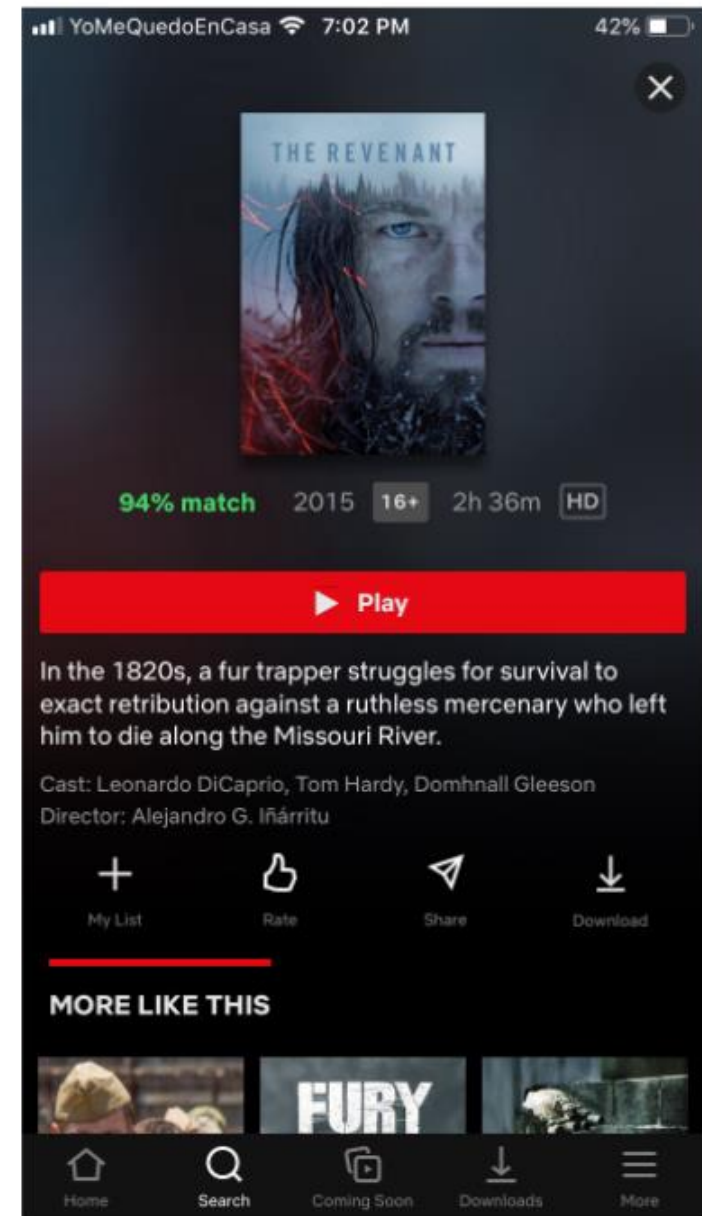 YoMeQuedoEnCasa 7:02 PM 42%
THE REVENANT
94% match 2015 16+ 2h 36m HD
Play
In the 1820s, a fur trapper struggles for survival to
exact retribution against a ruthless mercenary who left
him to die along the Missouri River.
Cast: Leonardo DiCaprio, Tom Hardy, Domhnall Gleeson
Director: Alejandro G. Iñárritu
My List Rate Share Download
MORE LIKE THIS
FURY
Home Search Coming Soon Downloads More